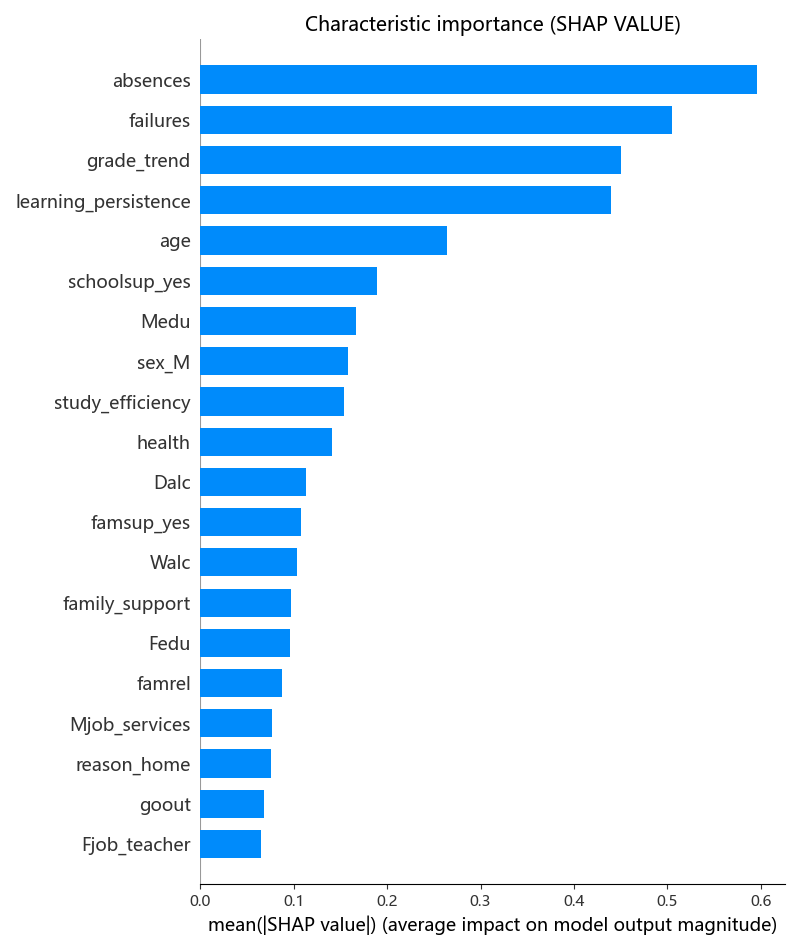 Characteristic importance (SHAP VALUE)
absences
failures
grade_trend
learning_persistence
age
schoolsup_yes
Medu
sex_M
study_efficiency
health
Dalc
famsup_yes
Walc
family_support
Fedu
famrel
Mjob_services
reason_home
goout
Fjob_teacher
0.0 0.1 0.2 0.3 0.4 0.5 0.6
mean(|SHAP value|) (average impact on model output magnitude)